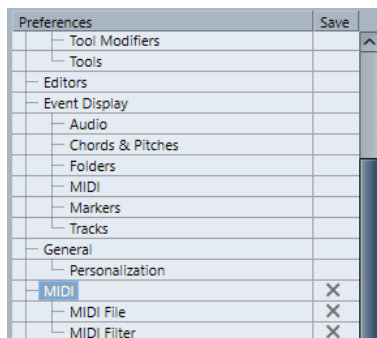 Preferences Save
Tool Modifiers
Tools
Editors
Event Display
Audio
Chords & Pitches
Folders
MIDI
Markers
Tracks
General
Personalization
MIDI
MIDI File
MIDI Filter